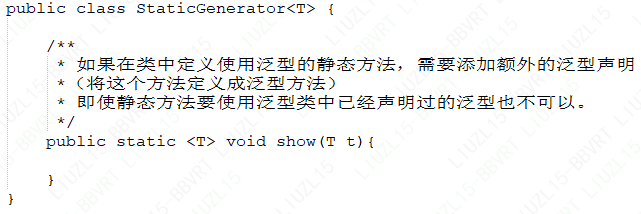 public class StaticGenerator<T> {
/**
* 如果在类中定义使用泛型的静态方法，需要添加额外的泛型声明
* （将这个方法定义成泛型方法）
* 即使静态方法要使用泛型类中已经声明过的泛型也不可以。
*/
public static <T> void show(T t){
}
}